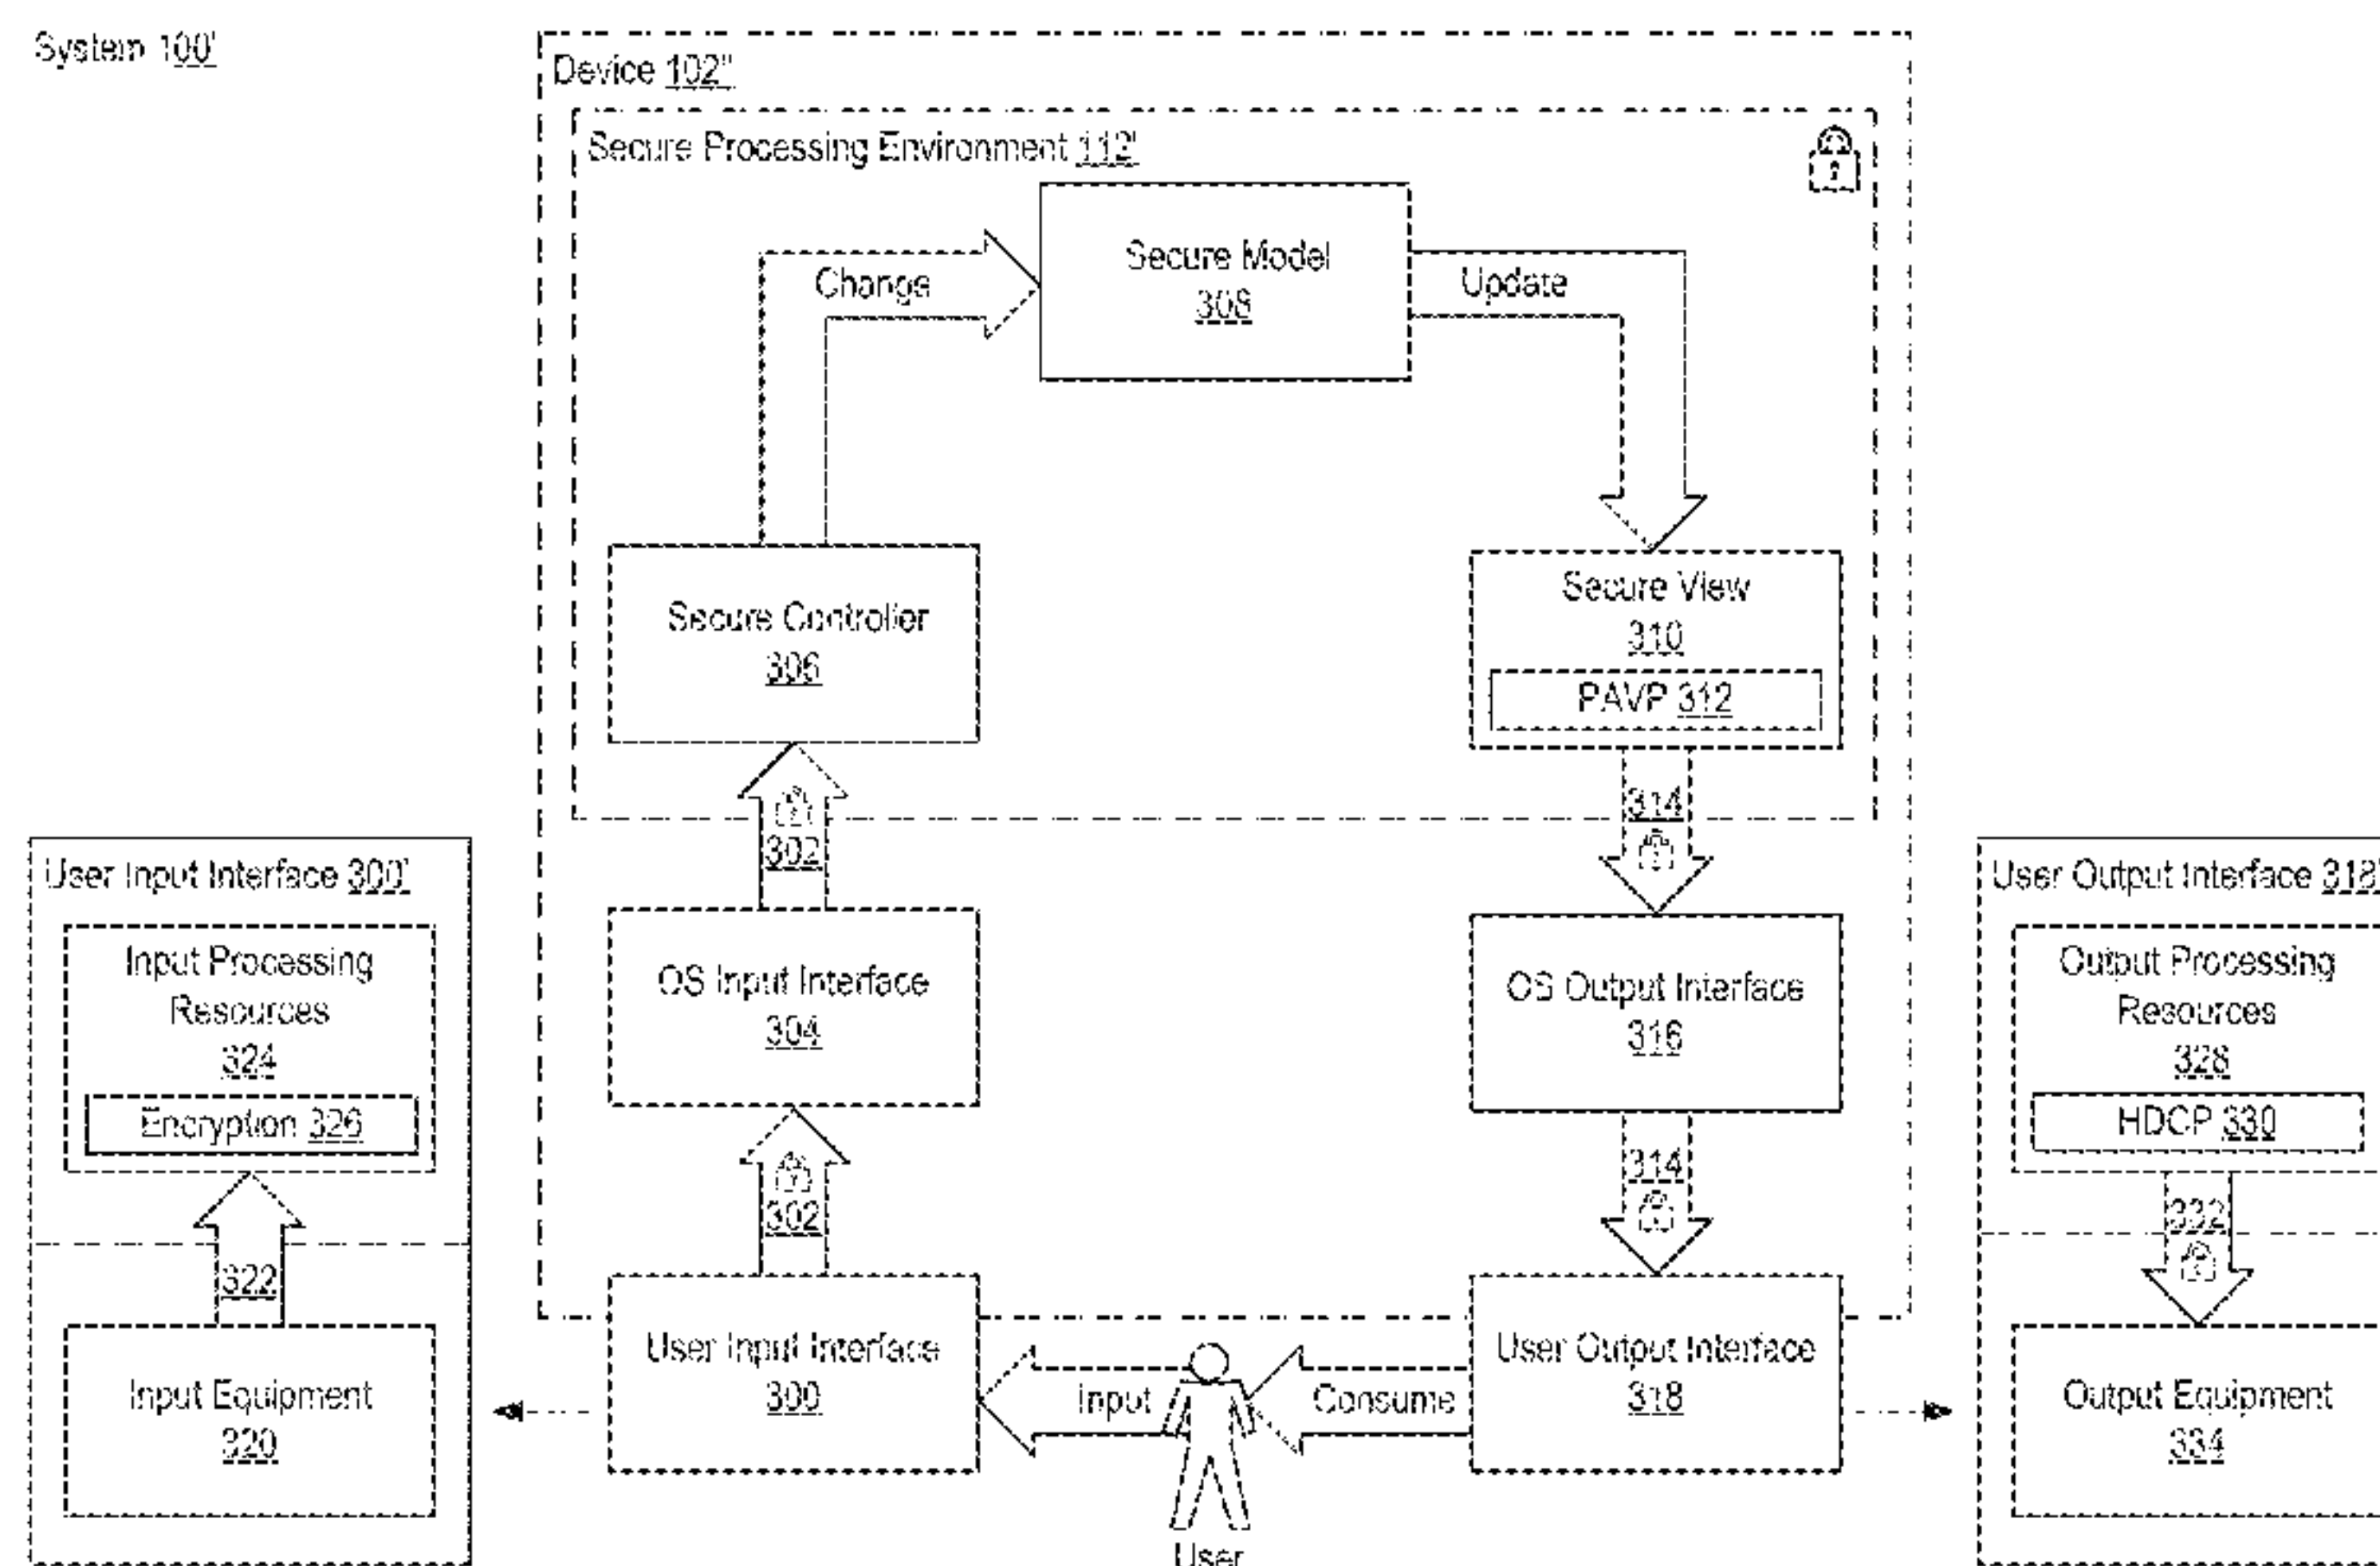 System 100'
Device 102"
Secure Processing Environment 112'
Secure Model
308
Change
Update
Secure Controller
306
Secure View
310
PAVP 312
302
314
User Input Interface 300'
Input Processing
Resources
324
Encryption 326
322
Input Equipment
320
OS Input Interface
304
302
User Input Interface
300
Input
User
Consume
OS Output Interface
316
314
User Output Interface
318
User Output Interface 318'
Output Processing
Resources
328
HDCP 330
332
Output Equipment
334